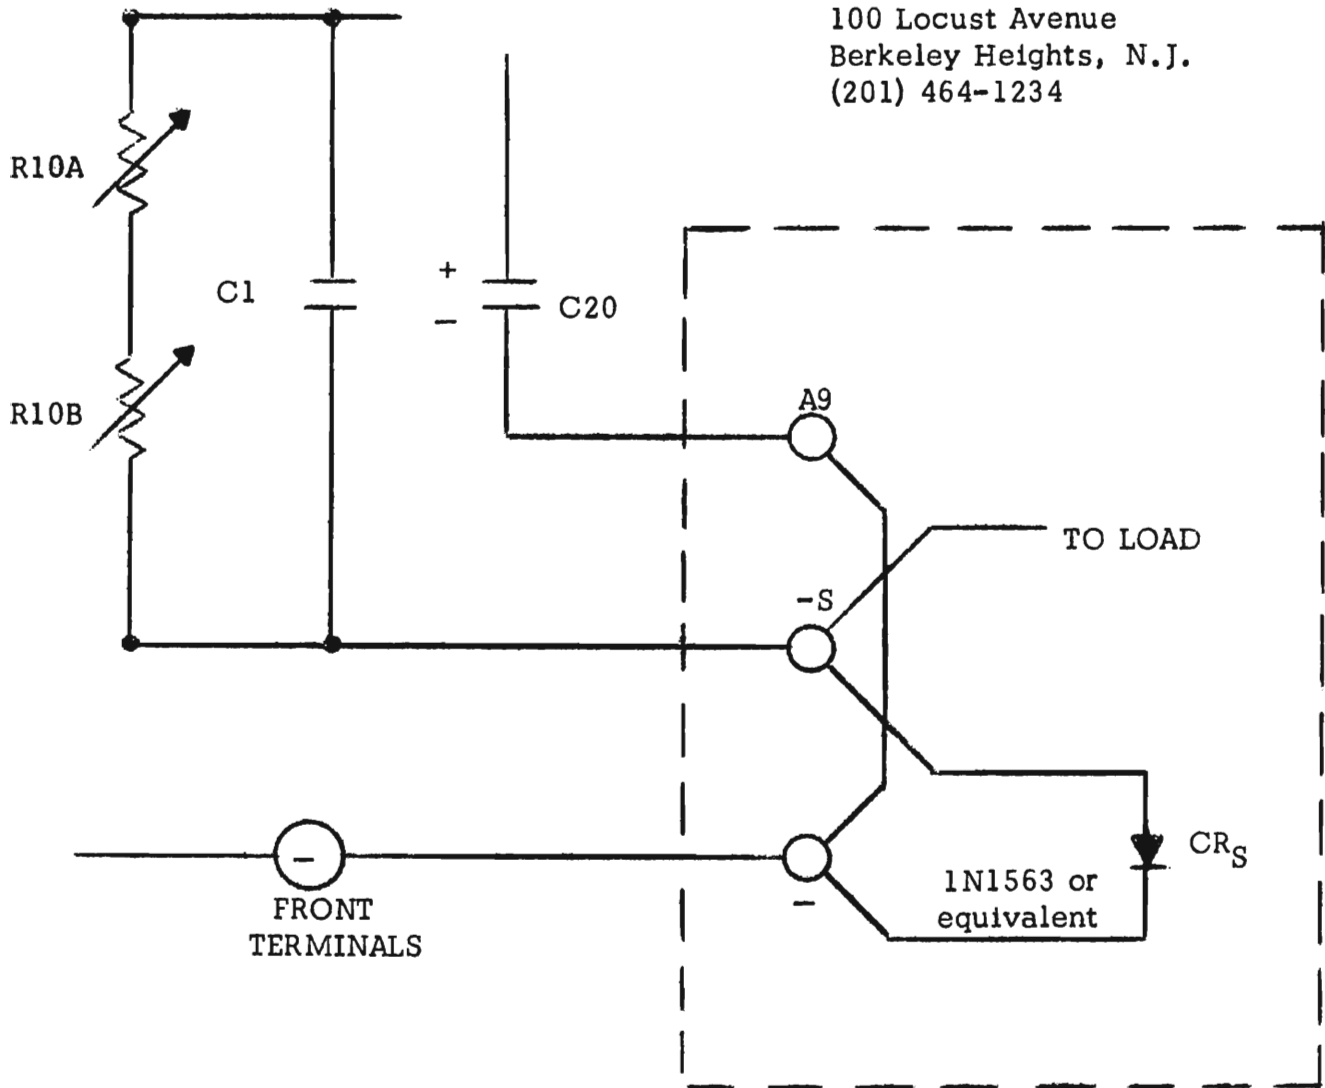 100 Locust Avenue
Berkeley Heights, N.J.
(201) 464-1234
R10A
C1
+
−
C20
R10B
A9
TO LOAD
-S
−
FRONT
TERMINALS
−
1N1563 or
equivalent
CRS